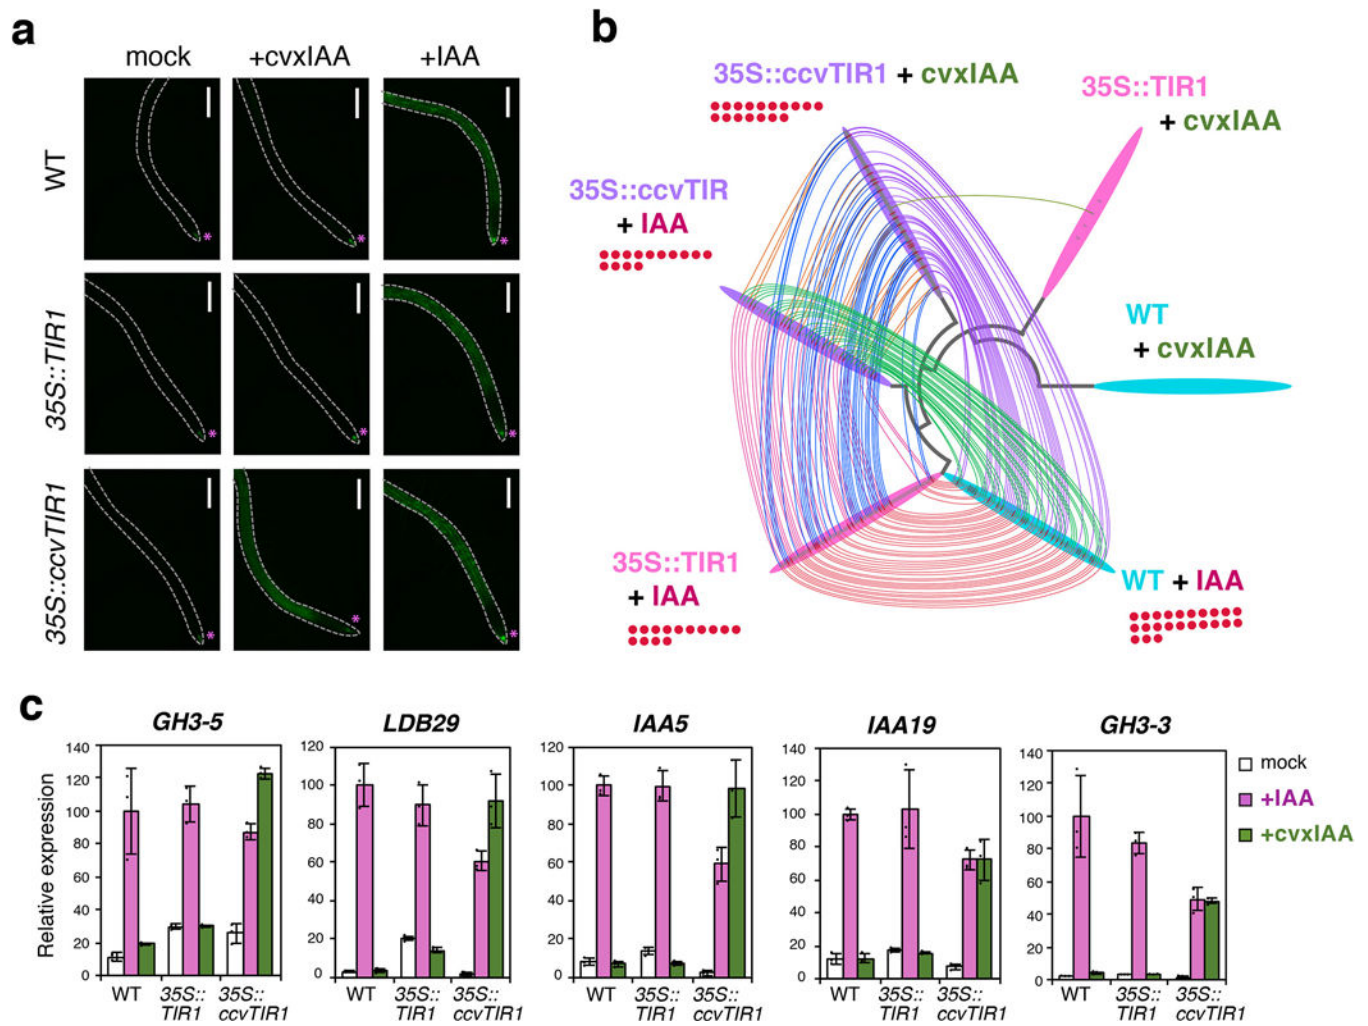 a
mock +cvxIAA +IAA
WT
35S::TIR1
35S::ccvTIR1
* * *
* * *
* * *
b
35S::ccvTIR1 + cvxIAA
35S::TIR1
+ cvxIAA
35S::ccvTIR
+ IAA
WT
+ cvxIAA
35S::TIR1
+ IAA
WT + IAA
c
GH3-5 LDB29 IAA5 IAA19 GH3-3
Relative expression
140
120
100
80
60
40
20
0
WT 35S::
TIR1 35S::
ccvTIR1
120
100
80
60
40
20
0
WT 35S::
TIR1 35S::
ccvTIR1
120
100
80
60
40
20
0
WT 35S::
TIR1 35S::
ccvTIR1
140
120
100
80
60
40
20
0
WT 35S::
TIR1 35S::
ccvTIR1
140
120
100
80
60
40
20
0
WT 35S::
TIR1 35S::
ccvTIR1
mock
+IAA
+cvxIAA